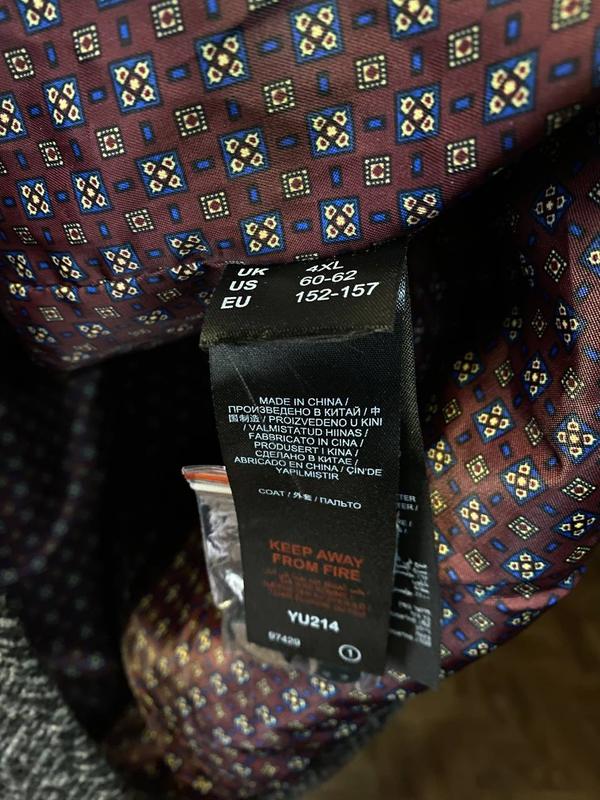 UK 4XL
US 60-62
EU 152-157
MADE IN CHINA /
ПРОИЗВЕДЕНО В КИТАЙ / 中
国制造 / PROIZVEDENO U KINI
/ VALMISTATUD HIINAS /
FABBRICATO IN CINA /
PRODUSERT I KINA /
СДЕЛАНО В КИТАЕ /
ABRICADO EN CHINA / ÇİN'DE
YAPILMIŞTIR
COAT / 外套 / ПАЛЬТО
KEEP AWAY
FROM FIRE
YU214
97429 1